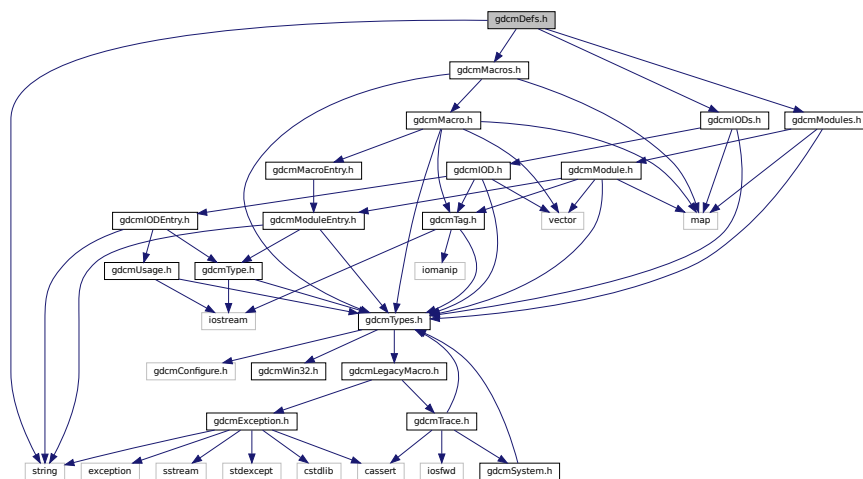 gdcmDefs.h
gdcmMacros.h
gdcmMacro.h
gdcmIODs.h
gdcmModules.h
gdcmMacroEntry.h
gdcmIOD.h
gdcmModule.h
gdcmIODEntry.h
gdcmModuleEntry.h
gdcmTag.h
vector
map
gdcmUsage.h
gdcmType.h
iomanip
iostream
gdcmTypes.h
gdcmConfigure.h
gdcmWin32.h
gdcmLegacyMacro.h
gdcmException.h
gdcmTrace.h
string
exception
sstream
stdexcept
cstdlib
cassert
iosfwd
gdcmSystem.h